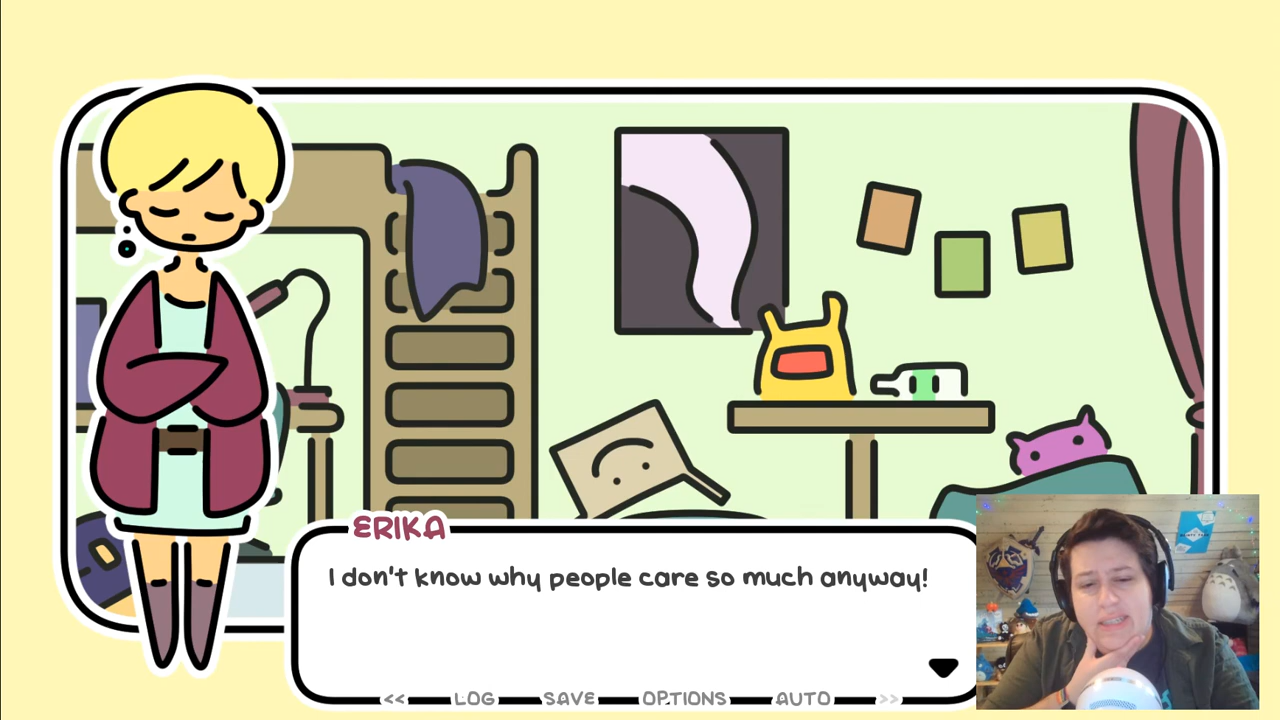 ERIKA
I don't know why people care so much anyway!
<< LOG SAVE OPTIONS AUTO >>